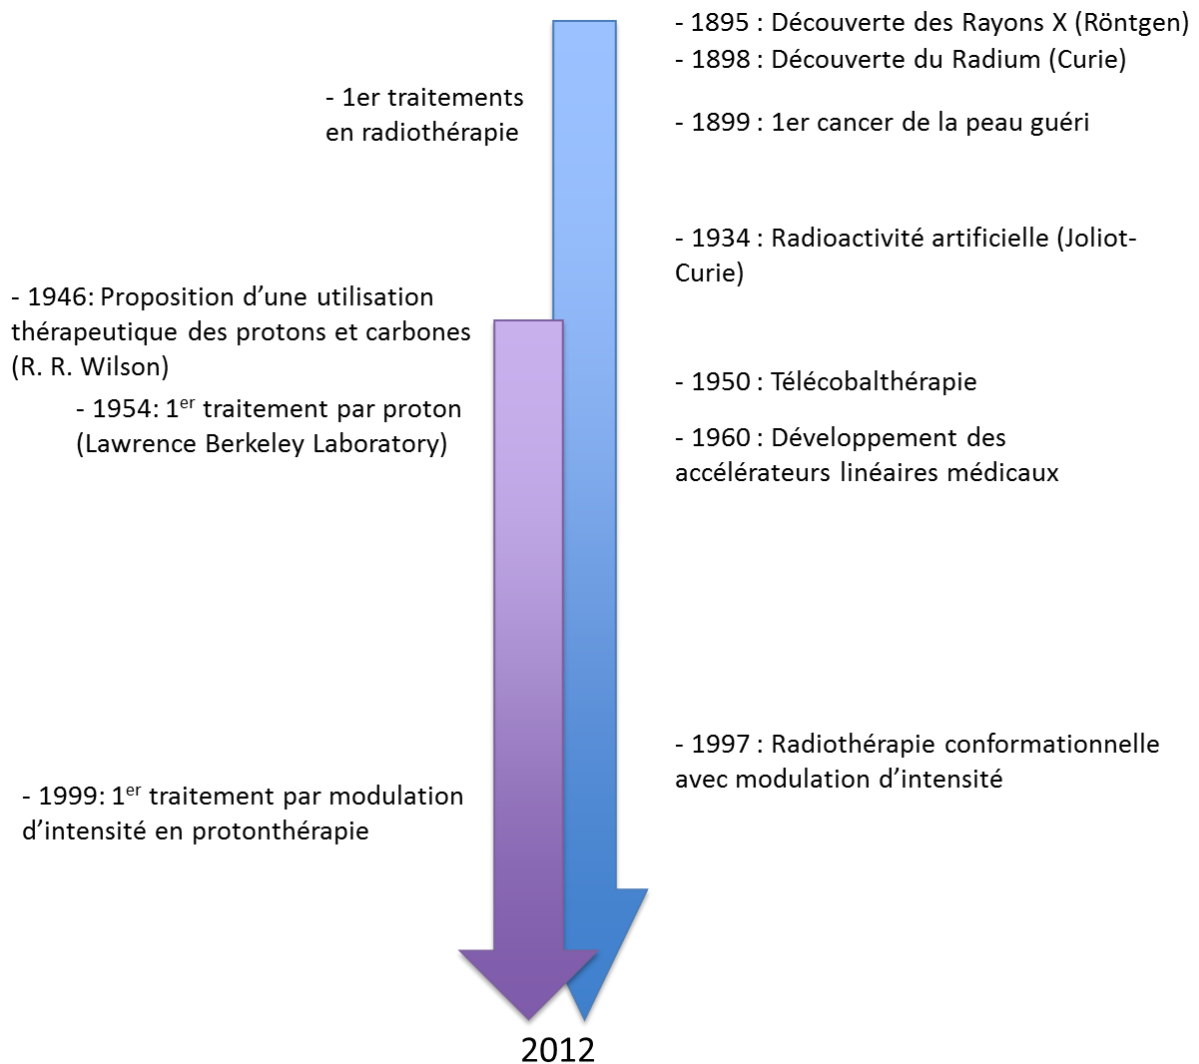 - 1895 : Découverte des Rayons X (Röntgen)
- 1898 : Découverte du Radium (Curie)
- 1er traitements
en radiothérapie
- 1899 : 1er cancer de la peau guéri
- 1934 : Radioactivité artificielle (Joliot-
Curie)
- 1946: Proposition d’une utilisation
thérapeutique des protons et carbones
(R. R. Wilson)
- 1954: 1er traitement par proton
(Lawrence Berkeley Laboratory)
- 1950 : Télécobalthérapie
- 1960 : Développement des
accélérateurs linéaires médicaux
- 1997 : Radiothérapie conformationnelle
avec modulation d’intensité
- 1999: 1er traitement par modulation
d’intensité en protonthérapie
2012